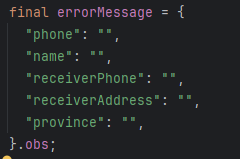 final errorMessage = {
"phone": "",
"name": "",
"receiverPhone": "",
"receiverAddress": "",
"province": "",
}.obs;